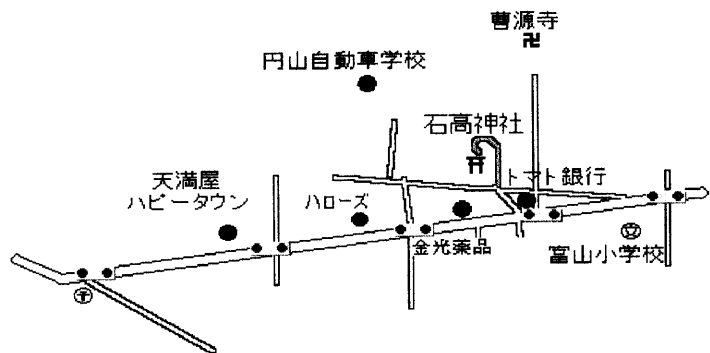 曹源寺
円山自動車学校
石高神社
トマト銀行
天満屋
ハピータウン
ハローズ
金光薬品
富山小学校